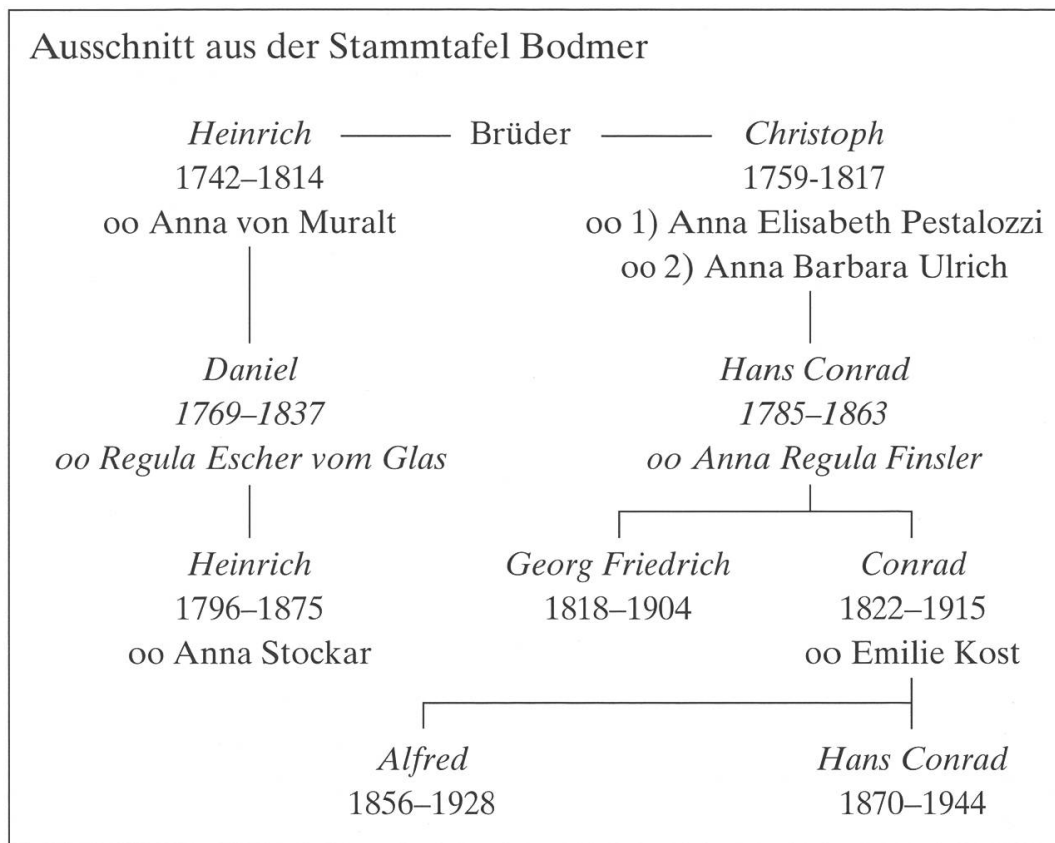 Ausschnitt aus der Stammtafel Bodmer
Heinrich Brüder Christoph
1742–1814 1759-1817
oo Anna von Muralt oo 1) Anna Elisabeth Pestalozzi
oo 2) Anna Barbara Ulrich
Daniel Hans Conrad
1769–1837 1785–1863
oo Regula Escher vom Glas oo Anna Regula Finsler
Heinrich Georg Friedrich Conrad
1796–1875 1818–1904 1822–1915
oo Anna Stockar oo Emilie Kost
Alfred Hans Conrad
1856–1928 1870–1944